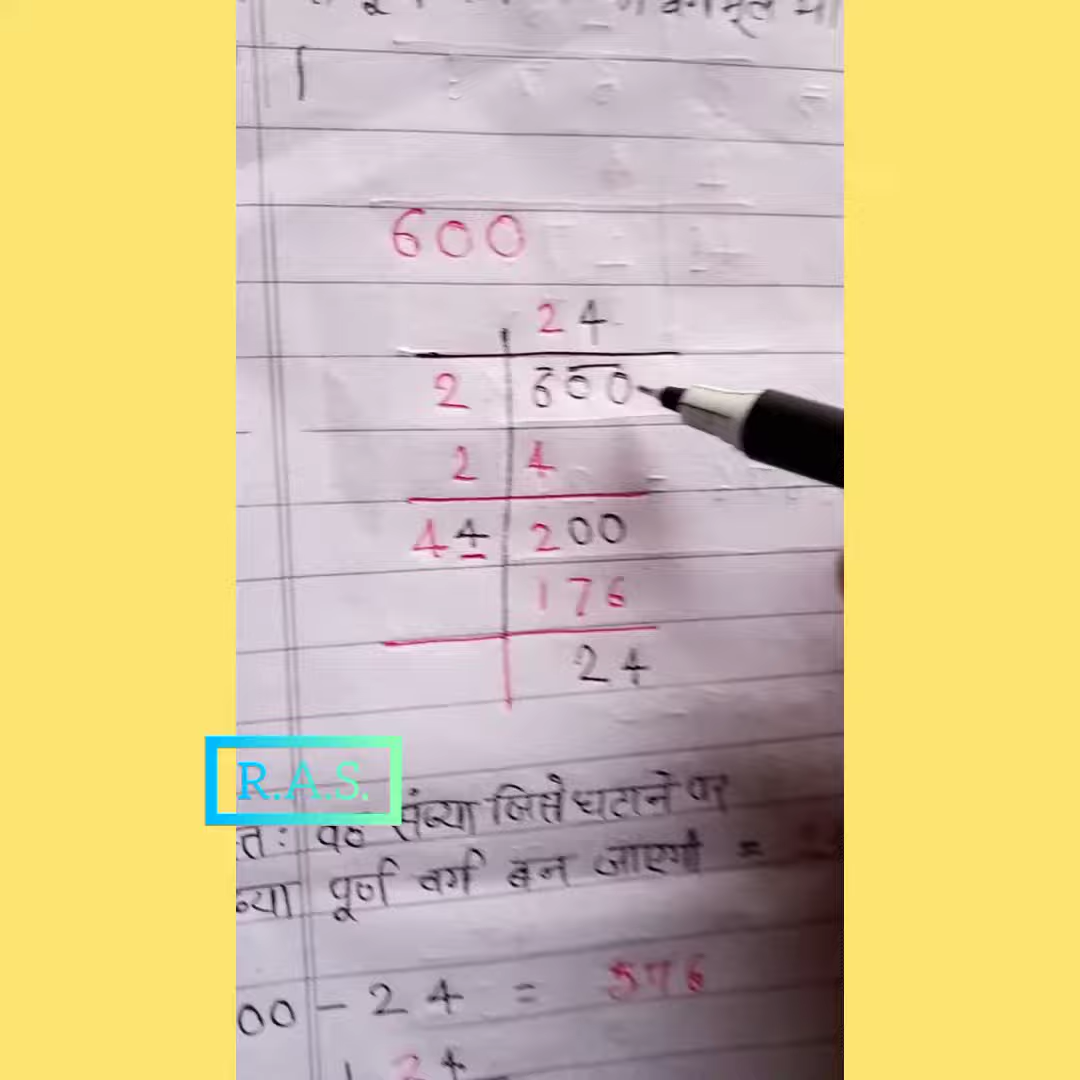 600
24
2 600
2 4
44 200
176
24
R.A.S.
त: वह संख्या जिसे घटाने पर
ख्या पूर्ण वर्ग बन जाएगी =
00 - 24 = 576
24